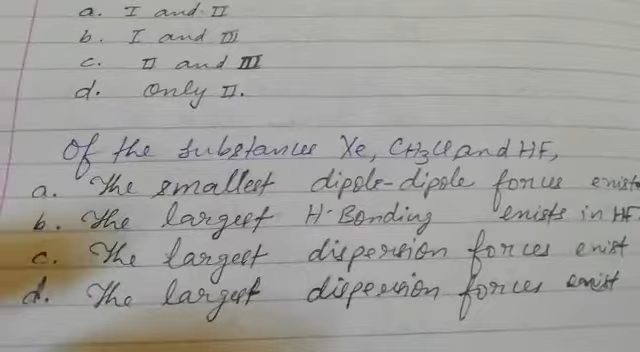 a. I and II
b. I and III
c. II and III
d. Only II.
Of the substances Xe, CH3Cl and HF,
a. The smallest dipole-dipole forces exists
b. The largest H-Bonding exists in HF
c. The largest dispersion forces exist
d. The largest dispersion forces exist